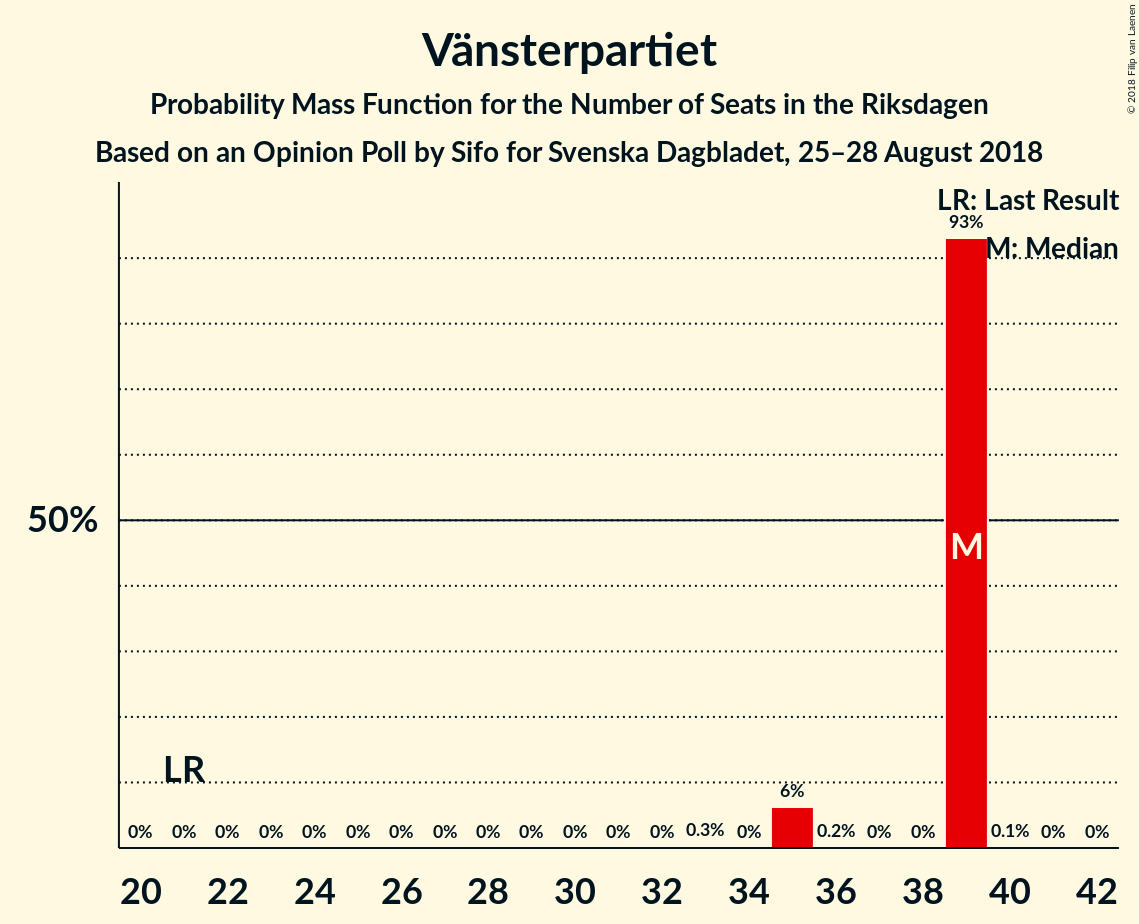 Vänsterpartiet
Probability Mass Function for the Number of Seats in the Riksdagen
Based on an Opinion Poll by Sifo for Svenska Dagbladet, 25–28 August 2018
© 2018 Filip van Laenen
LR: Last Result
93%
M: Median
50%
M
LR
6%
0% 0% 0% 0% 0% 0% 0% 0% 0% 0% 0% 0% 0% 0.3% 0% 0.2% 0% 0% 0.1% 0% 0%
20 22 24 26 28 30 32 34 36 38 40 42